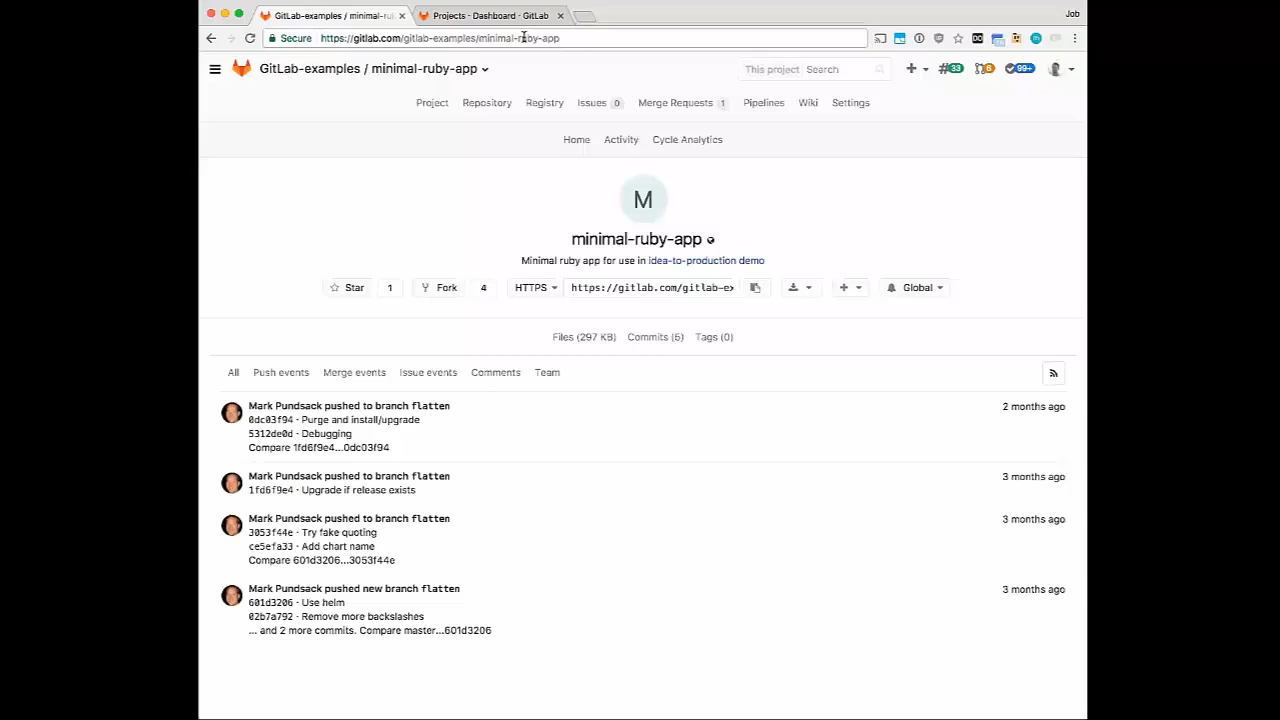 GitLab-examples / minimal-ru
Projects · Dashboard · GitLab
Job
Secure https://gitlab.com/gitlab-examples/minimal-ruby-app
GitLab-examples / minimal-ruby-app
This project Search
33 6 99+
Project Repository Registry Issues 0 Merge Requests 1 Pipelines Wiki Settings
Home Activity Cycle Analytics
M
minimal-ruby-app
Minimal ruby app for use in idea-to-production demo
Star 1 Fork 4 HTTPS https://gitlab.com/gitlab-ex Global
Files (297 KB) Commits (5) Tags (0)
All Push events Merge events Issue events Comments Team
Mark Pundsack pushed to branch flatten 2 months ago
0dc03f94 · Purge and install/upgrade
5312de0d · Debugging
Compare 1fd6f9e4...0dc03f94
Mark Pundsack pushed to branch flatten 3 months ago
1fd6f9e4 · Upgrade if release exists
Mark Pundsack pushed to branch flatten 3 months ago
3053f44e · Try fake quoting
ce5efa33 · Add chart name
Compare 601d3206...3053f44e
Mark Pundsack pushed new branch flatten 3 months ago
601d3206 · Use helm
02b7a792 · Remove more backslashes
... and 2 more commits. Compare master...601d3206